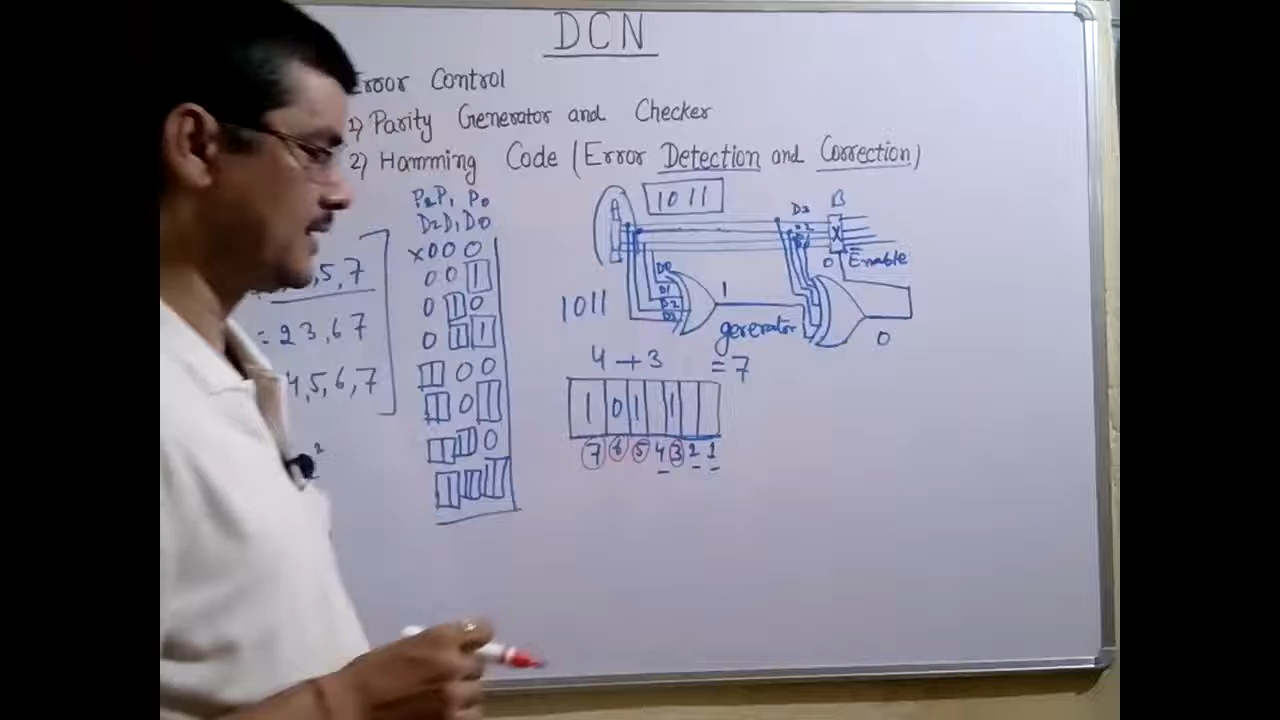 DCN
Error Control
1) Parity Generator and Checker
2) Hamming Code (Error Detection and Correction)
P2 P1 P0
D2 D1 D0
x 0 0 0
0 0 1
0 1 0
0 1 1
1 0 0
1 0 1
1 1 0
1 1 1
, 5, 7
= 2 3, 6 7
4, 5, 6, 7
2
A
1011
D3
B
X
0 Enable
D0
D1
D2
D3
1
1011
generator
0
4 + 3 = 7
1 0 1 1
7 6 5 4 3 2 1